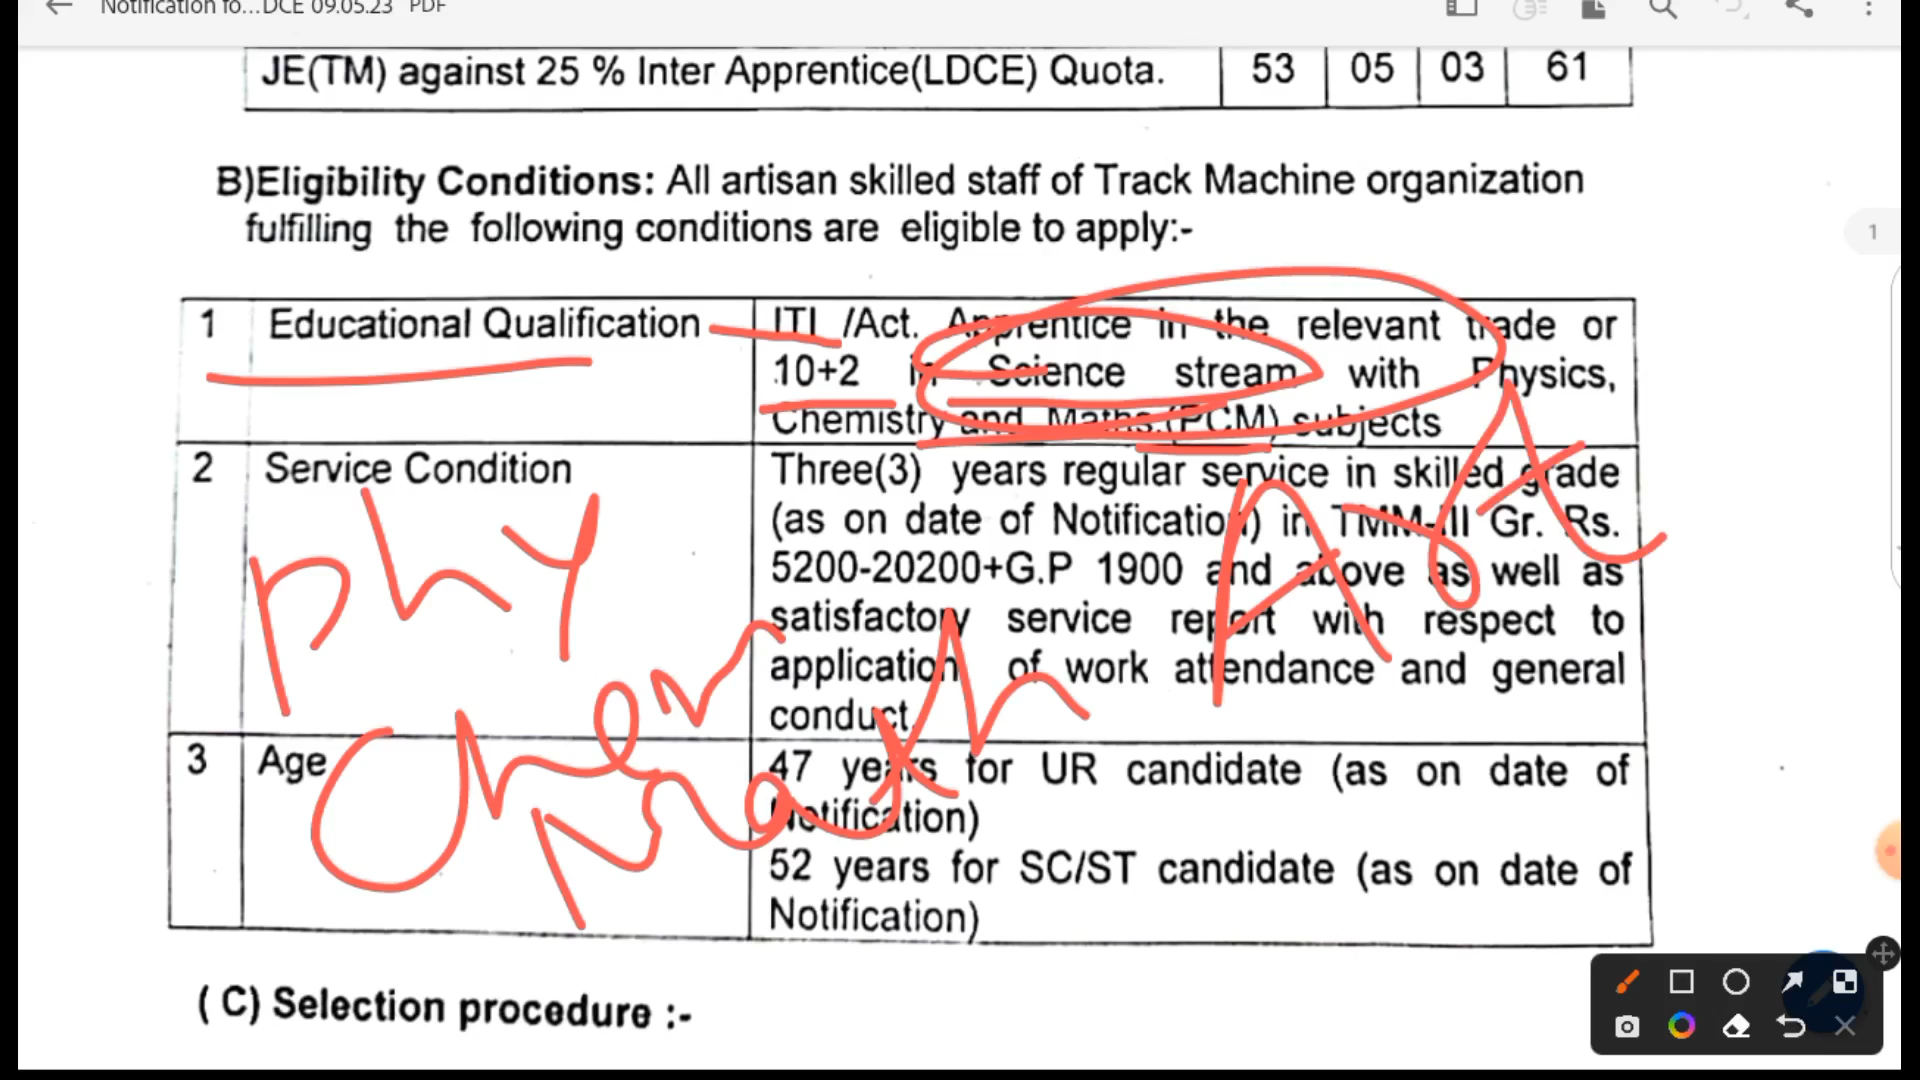 Notification fo...DCE 09.05.23 PDF
JE(TM) against 25 % Inter Apprentice(LDCE) Quota. 53 05 03 61
B)Eligibility Conditions: All artisan skilled staff of Track Machine organization
fulfilling the following conditions are eligible to apply:-
1
1 Educational Qualification ITI /Act. Apprentice in the relevant trade or
10+2 in Science stream with Physics,
Chemistry and Maths.(PCM) subjects
2 Service Condition Three(3) years regular service in skilled grade
(as on date of Notification) in TMM-III Gr. Rs.
5200-20200+G.P 1900 and above as well as
satisfactory service report with respect to
application of work attendance and general
conduct.
3 Age 47 years for UR candidate (as on date of
Notification)
52 years for SC/ST candidate (as on date of
Notification)
Phy
Chem
Math
Art
( C) Selection procedure :-